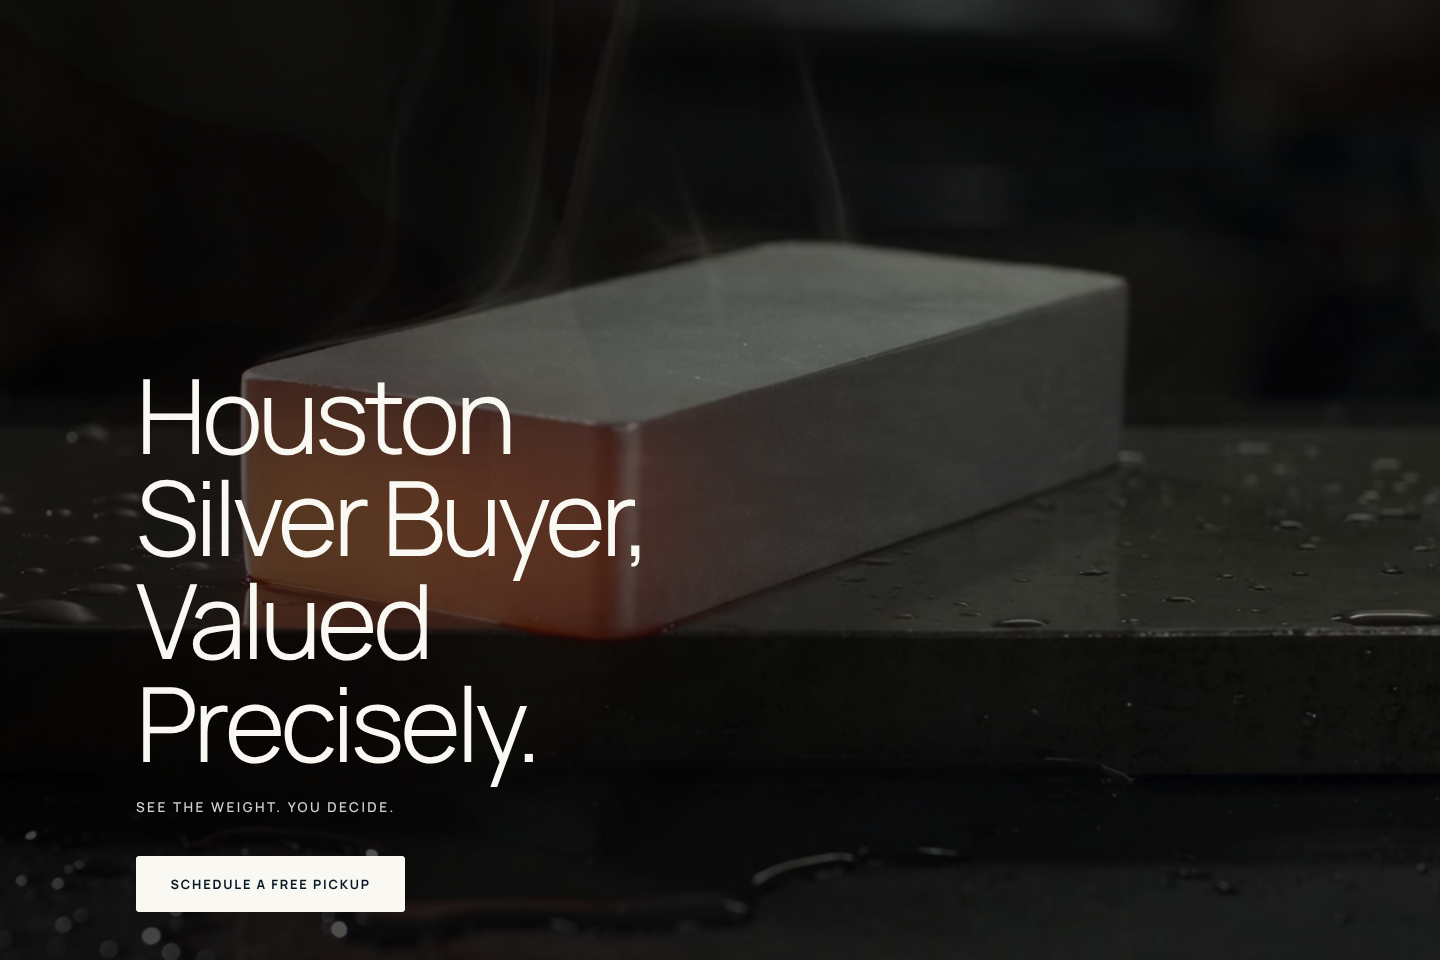 Houston
Silver Buyer,
Valued
Precisely.
SEE THE WEIGHT. YOU DECIDE.
SCHEDULE A FREE PICKUP